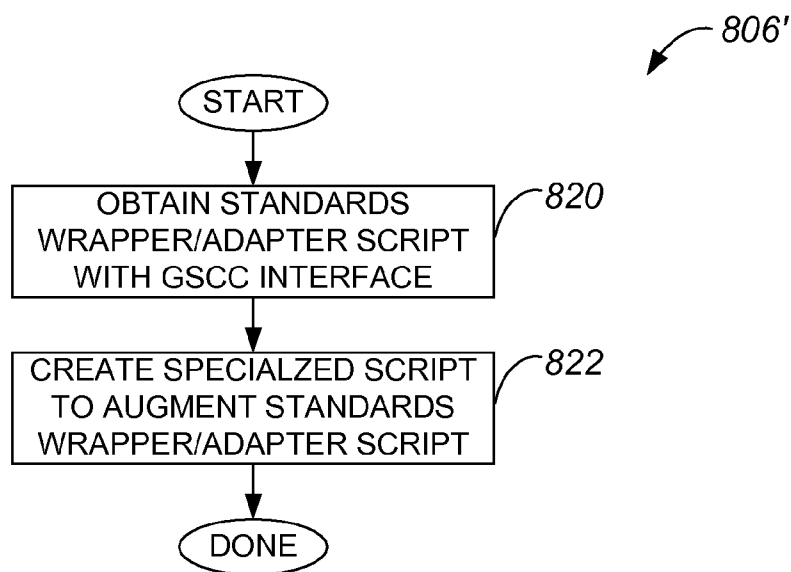 806'
START
OBTAIN STANDARDS
WRAPPER/ADAPTER SCRIPT
WITH GSCC INTERFACE
820
CREATE SPECIALZED SCRIPT
TO AUGMENT STANDARDS
WRAPPER/ADAPTER SCRIPT
822
DONE